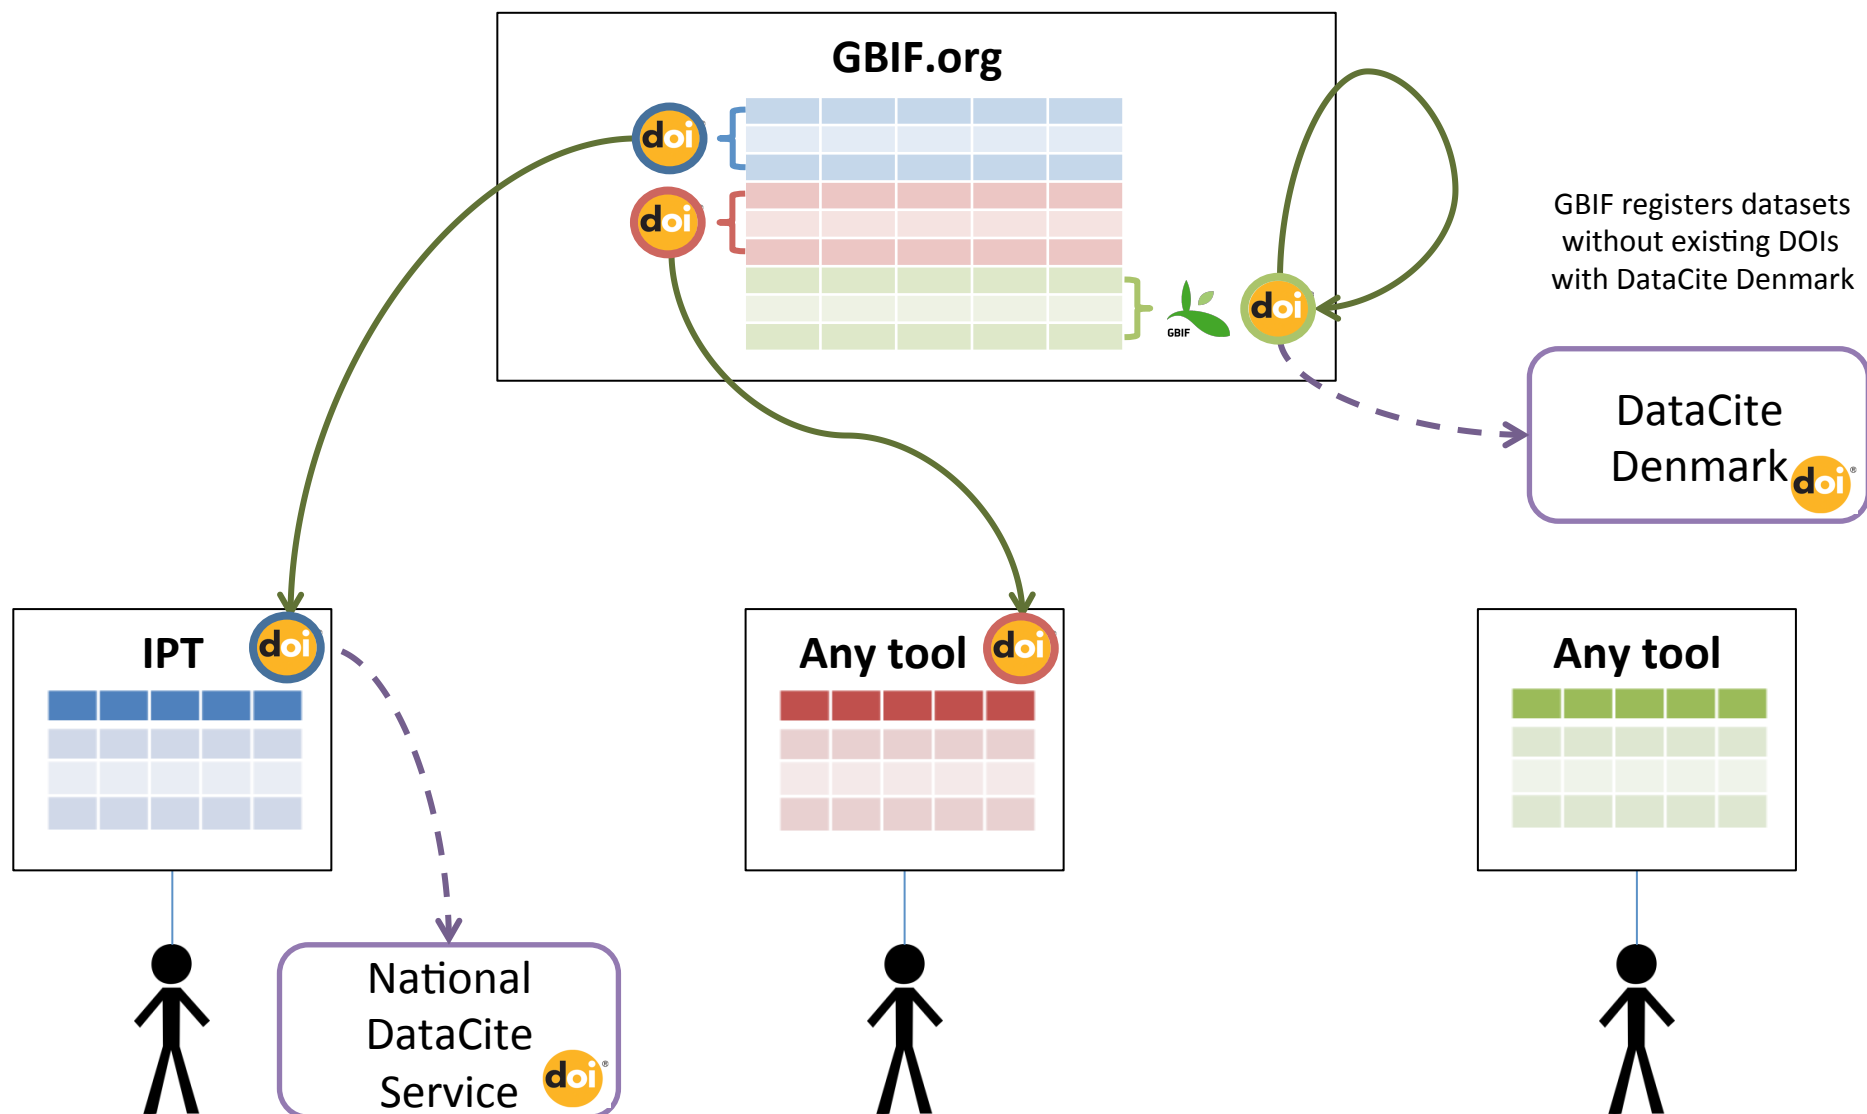 GBIF.org
doi
doi
GBIF registers datasets
without existing DOIs
with DataCite Denmark
GBIF
doi
DataCite
Denmark
doi®
IPT
doi
Any tool
doi
Any tool
National
DataCite
Service
doi®